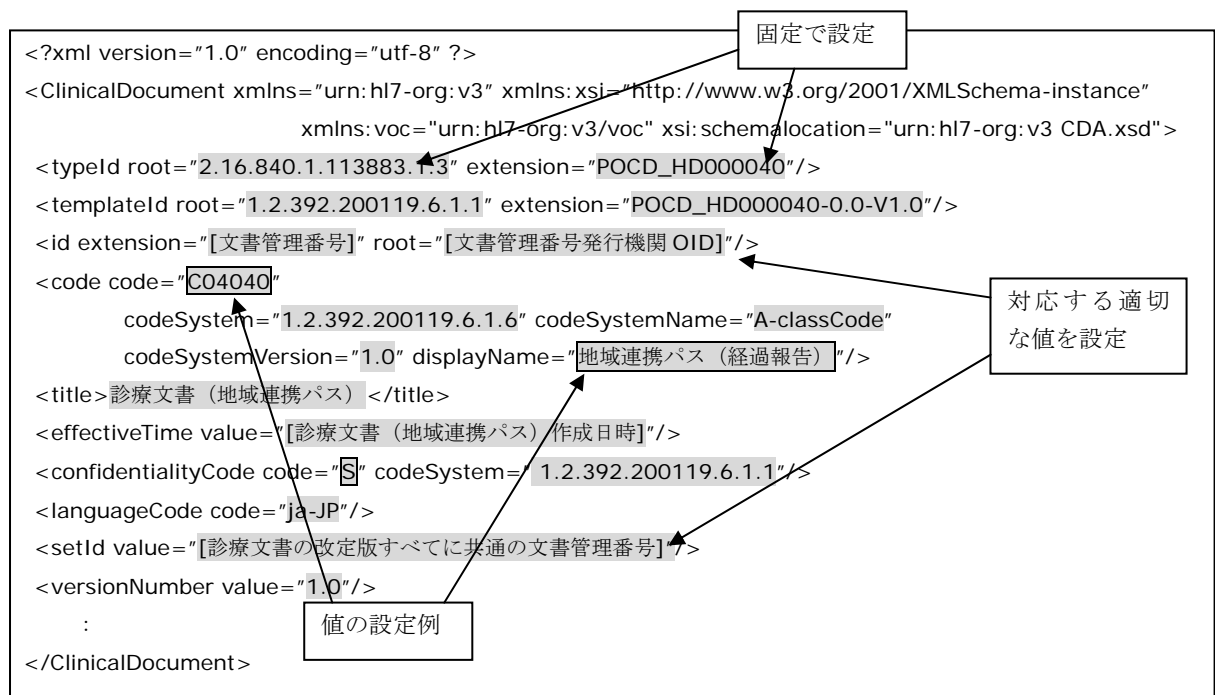 固定で設定
<?xml version="1.0" encoding="utf-8" ?>
<ClinicalDocument xmlns="urn:hl7-org:v3" xmlns:xsi="http://www.w3.org/2001/XMLSchema-instance"
xmlns:voc="urn:hl7-org:v3/voc" xsi:schemalocation="urn:hl7-org:v3 CDA.xsd">
<typeId root="2.16.840.1.113883.1.3" extension="POCD_HD000040"/>
<templateId root="1.2.392.200119.6.1.1" extension="POCD_HD000040-0.0-V1.0"/>
<id extension="[文書管理番号]" root="[文書管理番号発行機関 OID]"/>
<code code="C04040"
codeSystem="1.2.392.200119.6.1.6" codeSystemName="A-classCode"
codeSystemVersion="1.0" displayName="地域連携パス（経過報告）"/>
対応する適切
な値を設定
<title>診療文書（地域連携パス）</title>
<effectiveTime value="[診療文書（地域連携パス）作成日時]"/>
<confidentialityCode code="S" codeSystem=" 1.2.392.200119.6.1.1"/>
<languageCode code="ja-JP"/>
<setId value="[診療文書の改定版すべてに共通の文書管理番号]"/>
<versionNumber value="1.0"/>
:
値の設定例
</ClinicalDocument>